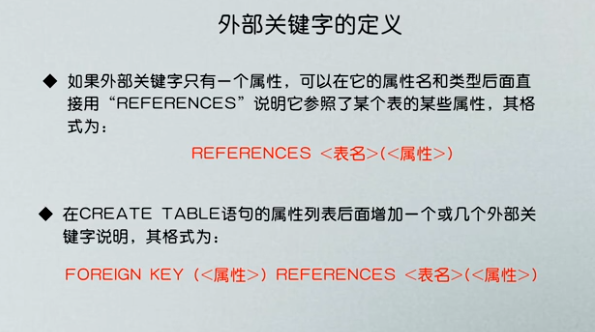 外部关键字的定义
◆ 如果外部关键字只有一个属性，可以在它的属性名和类型后面直
接用“REFERENCES”说明它参照了某个表的某些属性，其格
式为：
REFERENCES <表名>(<属性>)
◆ 在CREATE TABLE语句的属性列表后面增加一个或几个外部关
键字说明，其格式为：
FOREIGN KEY (<属性>) REFERENCES <表名>(<属性>)